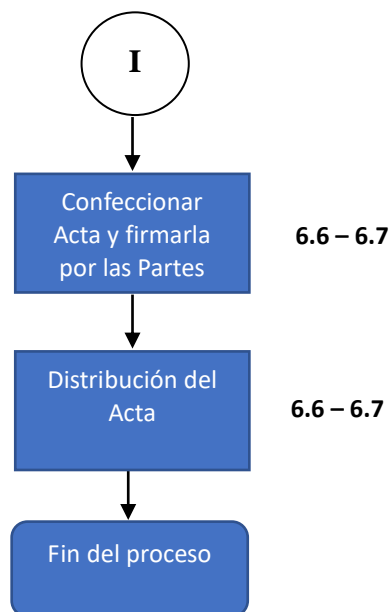 I
Confeccionar
Acta y firmarla
por las Partes
6.6 – 6.7
Distribución del
Acta
6.6 – 6.7
Fin del proceso